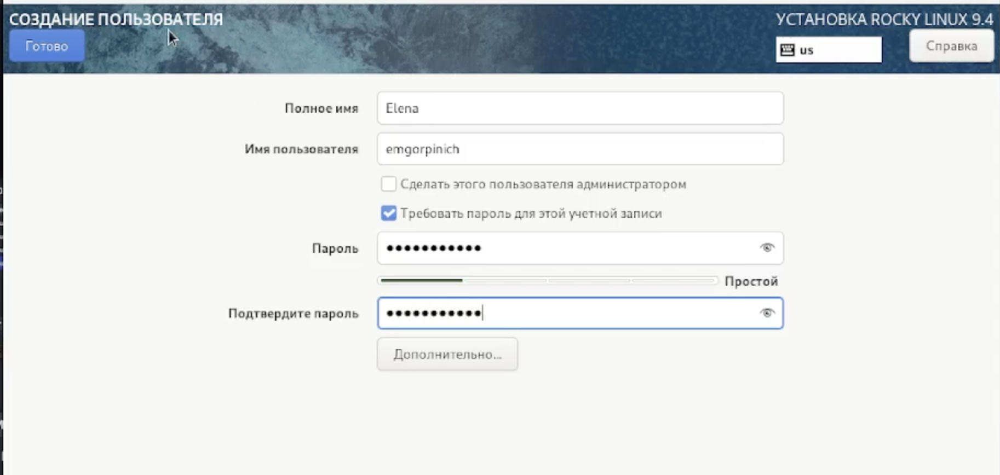 СОЗДАНИЕ ПОЛЬЗОВАТЕЛЯ
УСТАНОВКА ROCKY LINUX 9.4
Готово
us
Справка
Полное имя
Elena
Имя пользователя
emgorpinich
Сделать этого пользователя администратором
Требовать пароль для этой учетной записи
Пароль
•••••••••••
Простой
Подтвердите пароль
•••••••••••
Дополнительно...